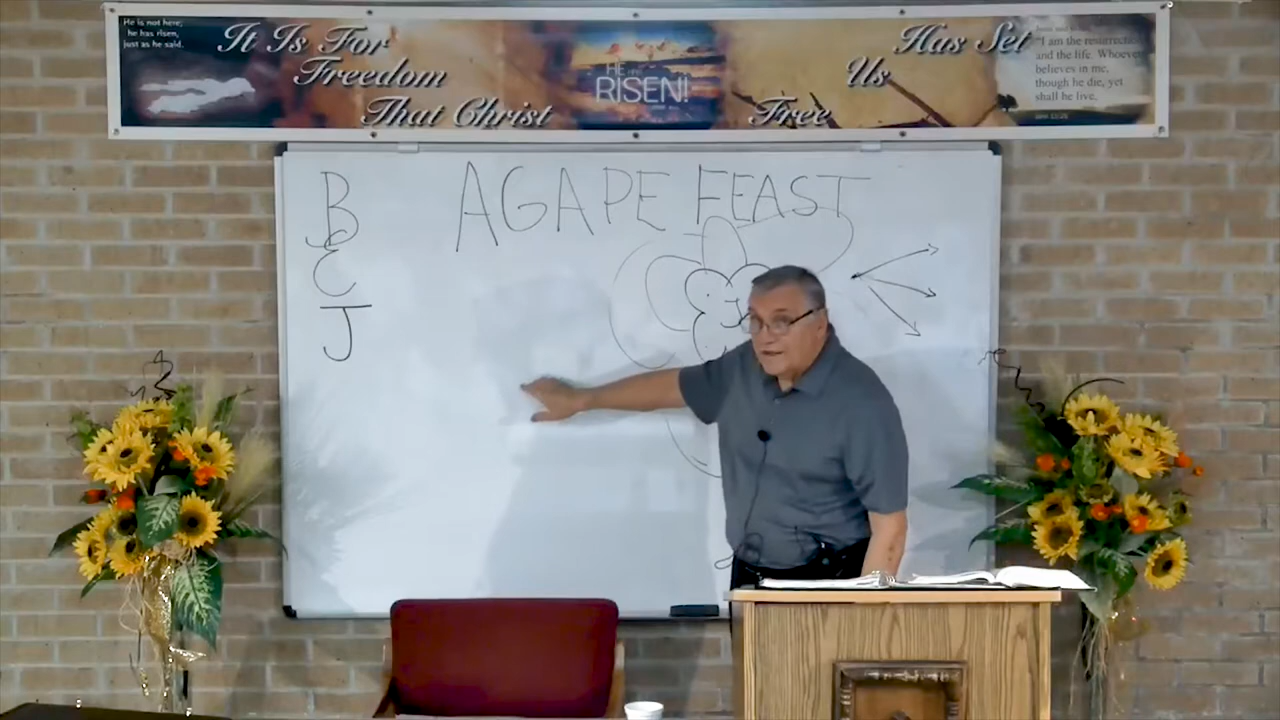 He is not here;
he has risen,
just as he said.
It Is For
Freedom
That Christ
HE
RISEN!
Has Set
Us
Free
"I am the resurrection
and the life. Whoever
believes in me,
though he die, yet
shall he live.
AGAPE FEAST
B
C
J